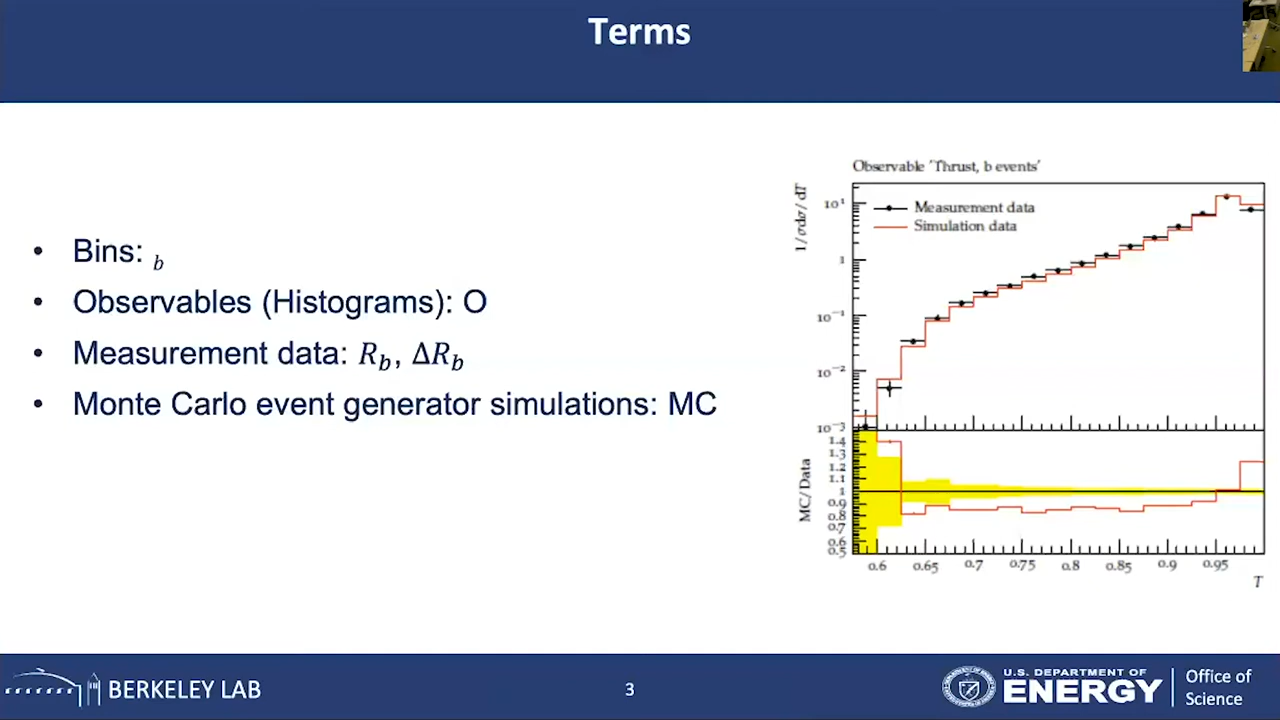 Terms
• Bins: b
• Observables (Histograms): O
• Measurement data: R_b, ΔR_b
• Monte Carlo event generator simulations: MC
Observable 'Thrust, b events'
1/σ dσ/dT
Measurement data
Simulation data
10¹
1
10⁻¹
10⁻²
10⁻³
MC/Data
1.4
1.3
1.2
1.1
1
0.9
0.8
0.7
0.6
0.5
0.6 0.65 0.7 0.75 0.8 0.85 0.9 0.95
T
BERKELEY LAB
3
U.S. DEPARTMENT OF
ENERGY
Office of
Science